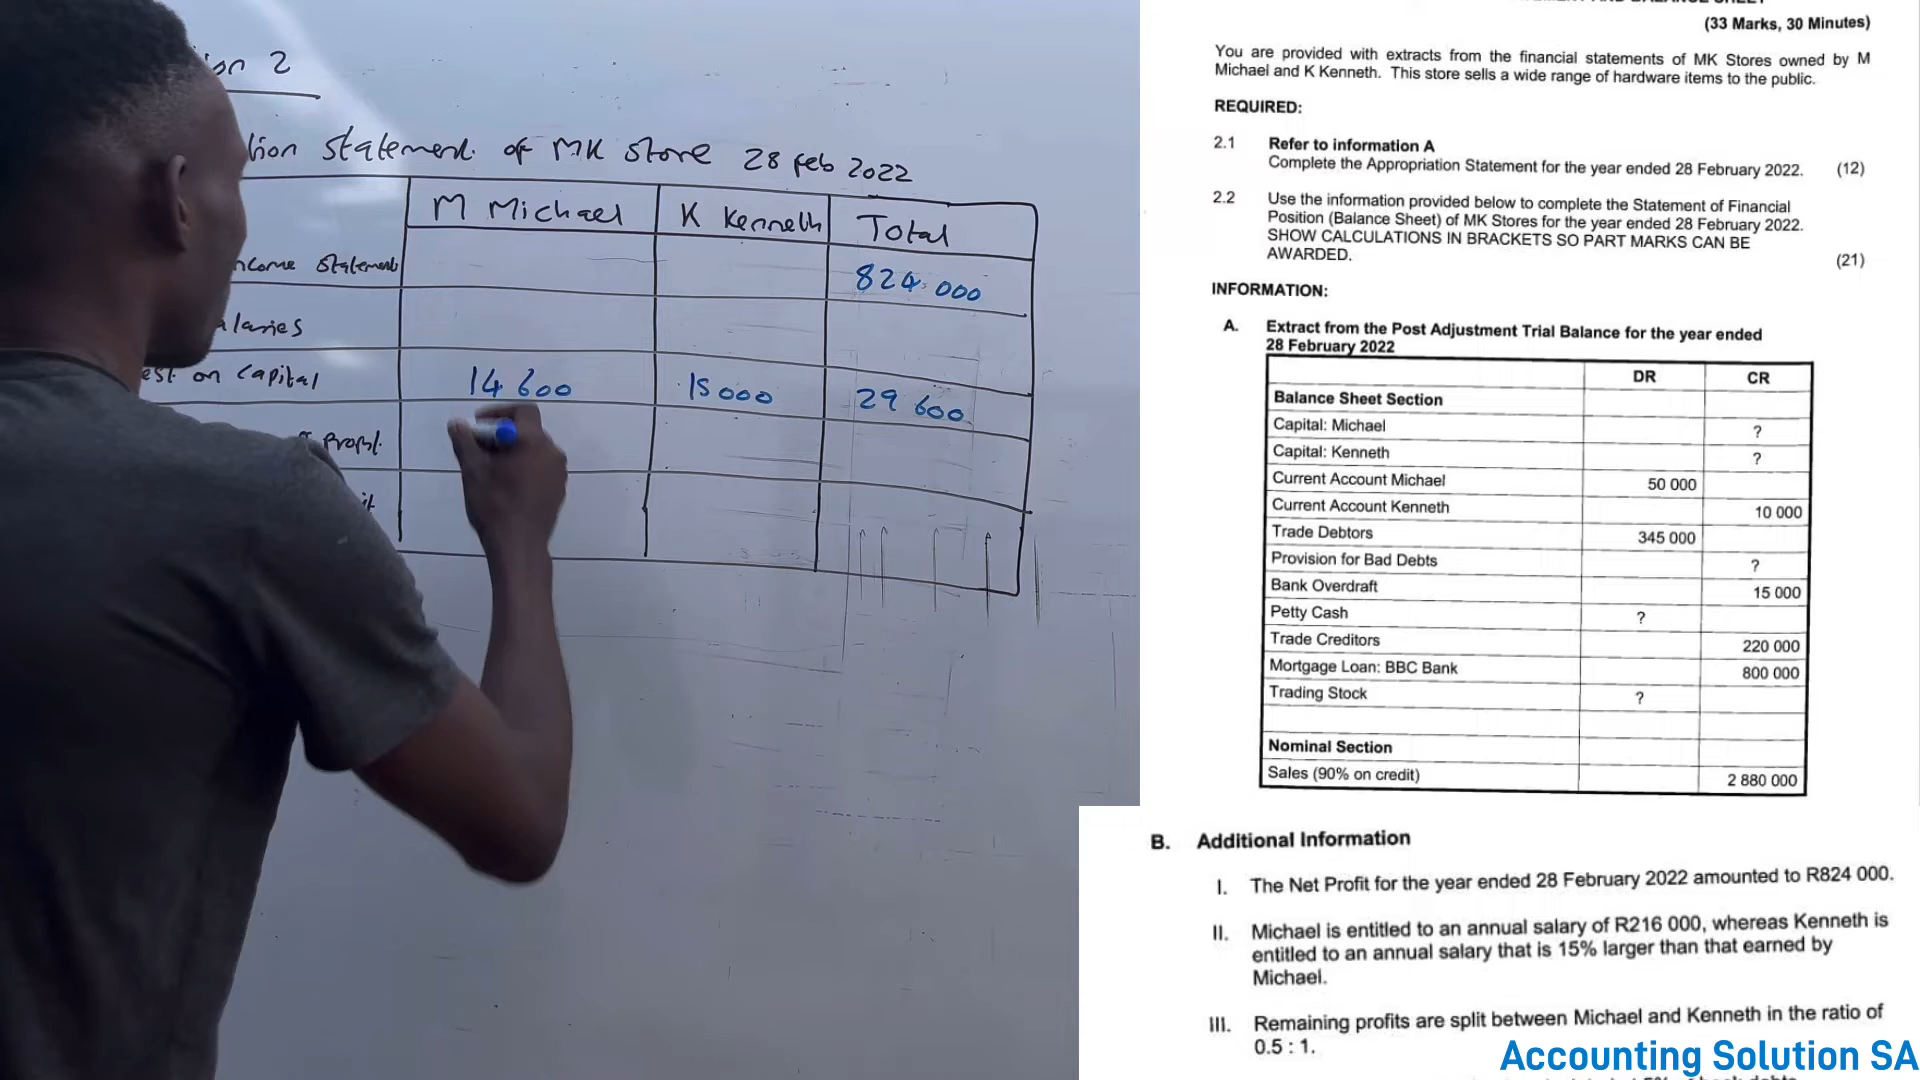 on 2
tion statement of MK store 28 feb 2022
M Michael K Kenneth Total
ncome Statement 824 000
alaries
est on capital 14 600 15 000 29 600
profit
it
(33 Marks, 30 Minutes)
You are provided with extracts from the financial statements of MK Stores owned by M
Michael and K Kenneth. This store sells a wide range of hardware items to the public.
REQUIRED:
2.1 Refer to information A
Complete the Appropriation Statement for the year ended 28 February 2022. (12)
2.2 Use the information provided below to complete the Statement of Financial
Position (Balance Sheet) of MK Stores for the year ended 28 February 2022.
SHOW CALCULATIONS IN BRACKETS SO PART MARKS CAN BE
AWARDED. (21)
INFORMATION:
A. Extract from the Post Adjustment Trial Balance for the year ended
28 February 2022
DR CR
Balance Sheet Section
Capital: Michael ?
Capital: Kenneth ?
Current Account Michael 50 000
Current Account Kenneth 10 000
Trade Debtors 345 000
Provision for Bad Debts ?
Bank Overdraft 15 000
Petty Cash ?
Trade Creditors 220 000
Mortgage Loan: BBC Bank 800 000
Trading Stock ?
Nominal Section
Sales (90% on credit) 2 880 000
B. Additional Information
I. The Net Profit for the year ended 28 February 2022 amounted to R824 000.
II. Michael is entitled to an annual salary of R216 000, whereas Kenneth is
entitled to an annual salary that is 15% larger than that earned by
Michael.
III. Remaining profits are split between Michael and Kenneth in the ratio of
0.5 : 1.
Accounting Solution SA